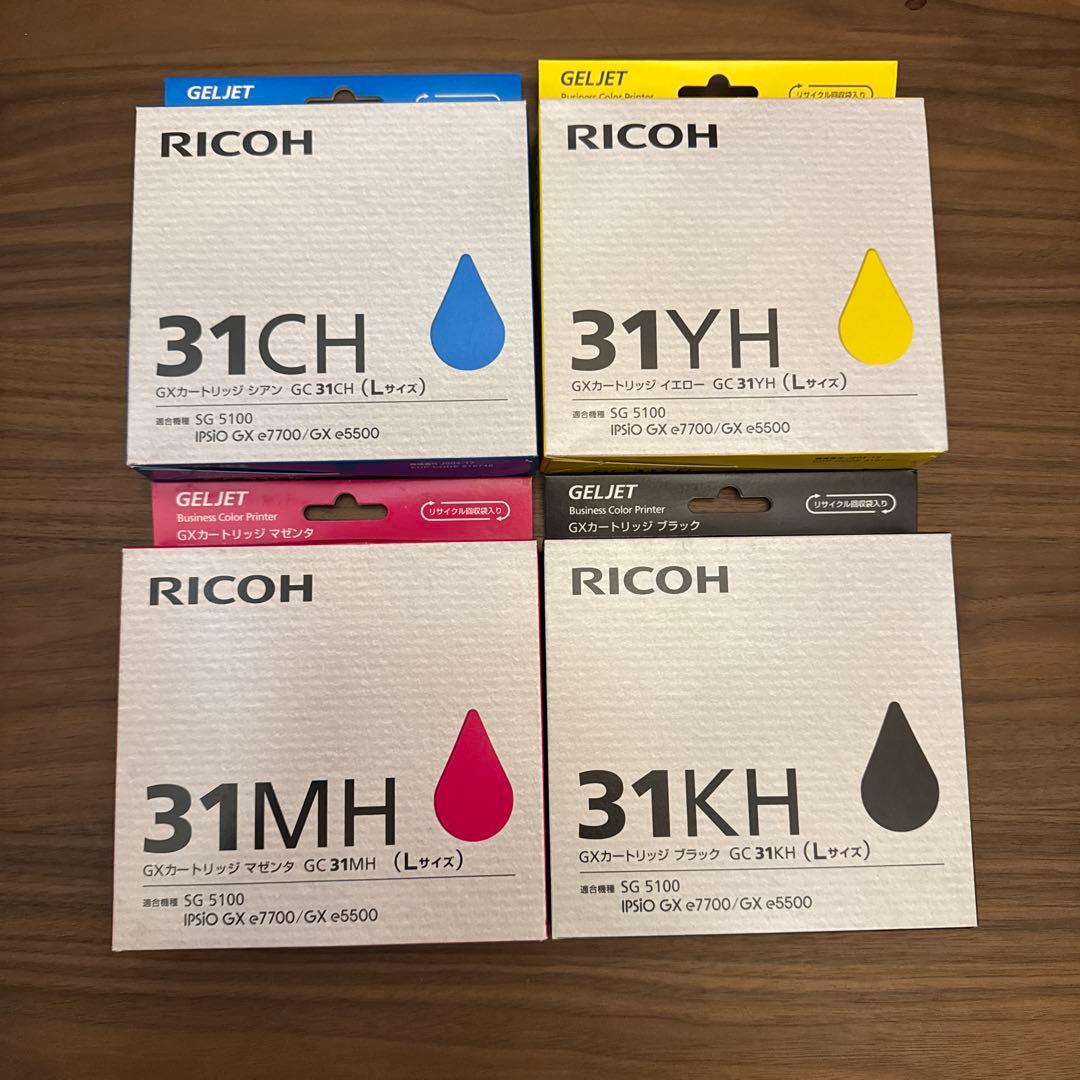 GELJET
RICOH
31CH
GXカートリッジ シアン GC 31CH (Lサイズ)
適合機種 SG 5100
IPSiO GX e7700/GX e5500
GELJET
Business Color Printer
リサイクル回収袋入り
RICOH
31YH
GXカートリッジ イエロー GC 31YH (Lサイズ)
適合機種 SG 5100
IPSiO GX e7700/GX e5500
GELJET
Business Color Printer
GXカートリッジ マゼンタ
リサイクル回収袋入り
RICOH
31MH
GXカートリッジ マゼンタ GC 31MH (Lサイズ)
適合機種 SG 5100
IPSiO GX e7700/GX e5500
GELJET
Business Color Printer
GXカートリッジ ブラック
リサイクル回収袋入り
RICOH
31KH
GXカートリッジ ブラック GC 31KH (Lサイズ)
適合機種 SG 5100
IPSiO GX e7700/GX e5500